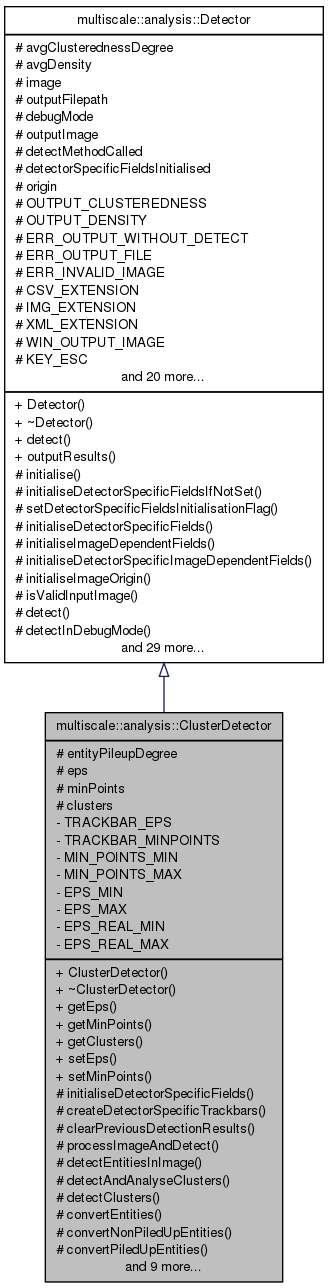 multiscale::analysis::Detector
# avgClusterednessDegree
# avgDensity
# image
# outputFilepath
# debugMode
# outputImage
# detectMethodCalled
# detectorSpecificFieldsInitialised
# origin
# OUTPUT_CLUSTEREDNESS
# OUTPUT_DENSITY
# ERR_OUTPUT_WITHOUT_DETECT
# ERR_OUTPUT_FILE
# ERR_INVALID_IMAGE
# CSV_EXTENSION
# IMG_EXTENSION
# XML_EXTENSION
# WIN_OUTPUT_IMAGE
# KEY_ESC
and 20 more...
+ Detector()
+ ~Detector()
+ detect()
+ outputResults()
# initialise()
# initialiseDetectorSpecificFieldsIfNotSet()
# setDetectorSpecificFieldsInitialisationFlag()
# initialiseDetectorSpecificFields()
# initialiseImageDependentFields()
# initialiseDetectorSpecificImageDependentFields()
# initialiseImageOrigin()
# isValidInputImage()
# detect()
# detectInDebugMode()
and 29 more...
multiscale::analysis::ClusterDetector
# entityPileupDegree
# eps
# minPoints
# clusters
- TRACKBAR_EPS
- TRACKBAR_MINPOINTS
- MIN_POINTS_MIN
- MIN_POINTS_MAX
- EPS_MIN
- EPS_MAX
- EPS_REAL_MIN
- EPS_REAL_MAX
+ ClusterDetector()
+ ~ClusterDetector()
+ getEps()
+ getMinPoints()
+ getClusters()
+ setEps()
+ setMinPoints()
# initialiseDetectorSpecificFields()
# createDetectorSpecificTrackbars()
# clearPreviousDetectionResults()
# processImageAndDetect()
# detectEntitiesInImage()
# detectAndAnalyseClusters()
# detectClusters()
# convertEntities()
# convertNonPiledUpEntities()
# convertPiledUpEntities()
and 9 more...